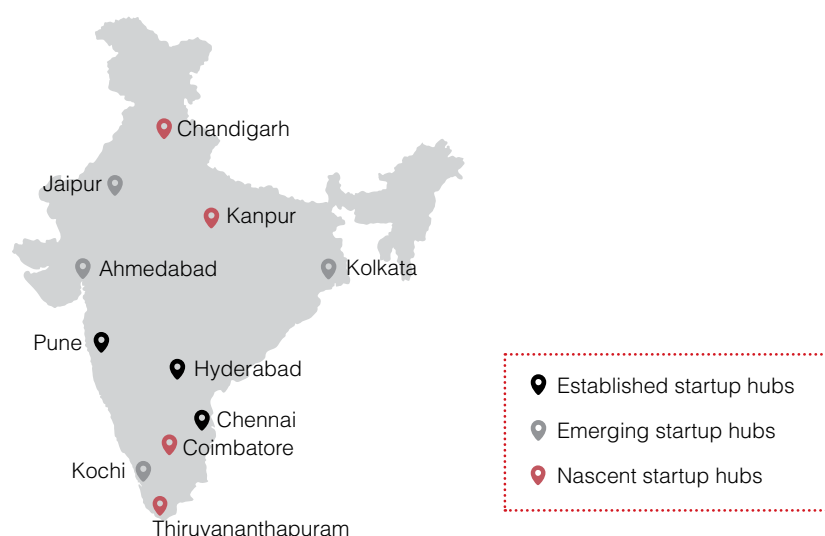 Chandigarh
Jaipur
Kanpur
Ahmedabad
Kolkata
Pune
Hyderabad
Chennai
Coimbatore
Kochi
Thiruvananthapuram
Established startup hubs
Emerging startup hubs
Nascent startup hubs